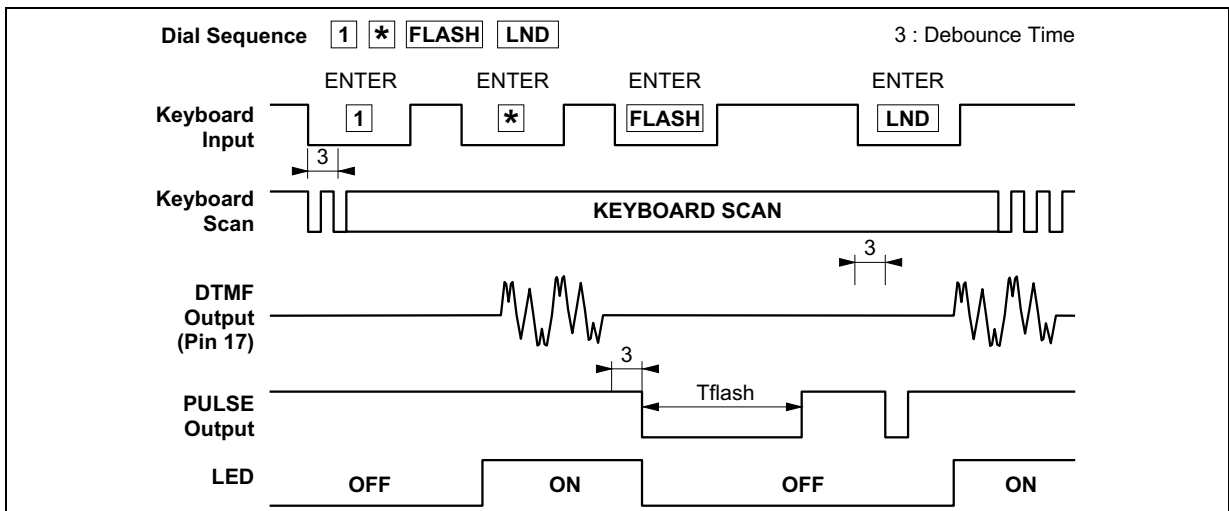 Dial Sequence 1 * FLASH LND 3 : Debounce Time
ENTER ENTER ENTER ENTER
Keyboard Input 1 * FLASH LND
3
Keyboard Scan KEYBOARD SCAN
3
DTMF Output (Pin 17)
3
PULSE Output Tflash
LED OFF ON OFF ON